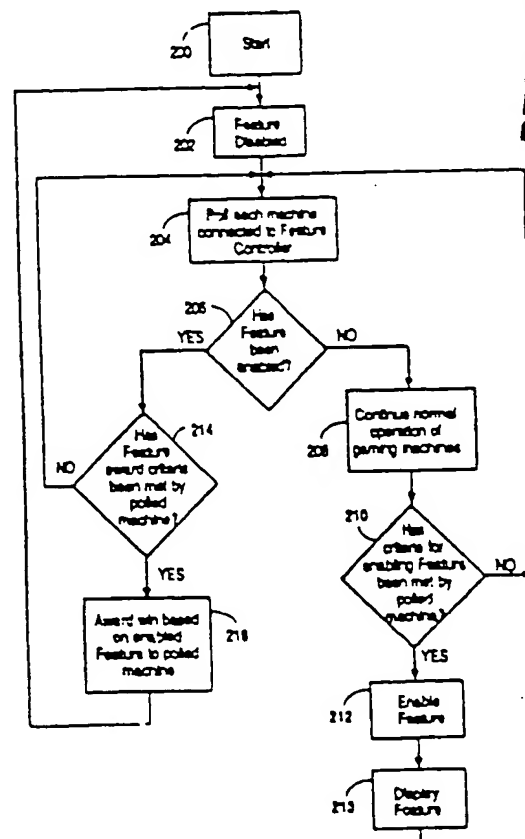 200
Start
202
Feature
Disabled
204
Poll each machine
connected to Feature
Controller
206
Has
Feature
been
enabled?
YES
NO
214
Has
Feature
award criteria
been met by
polled
machine?
NO
YES
208
Continue normal
operation of
gaming machines
210
Has
criteria for
enabling Feature
been met by
polled
machine?
NO
YES
216
Award win based
on enabled
Feature to polled
machine
212
Enable
Feature
213
Display
Feature